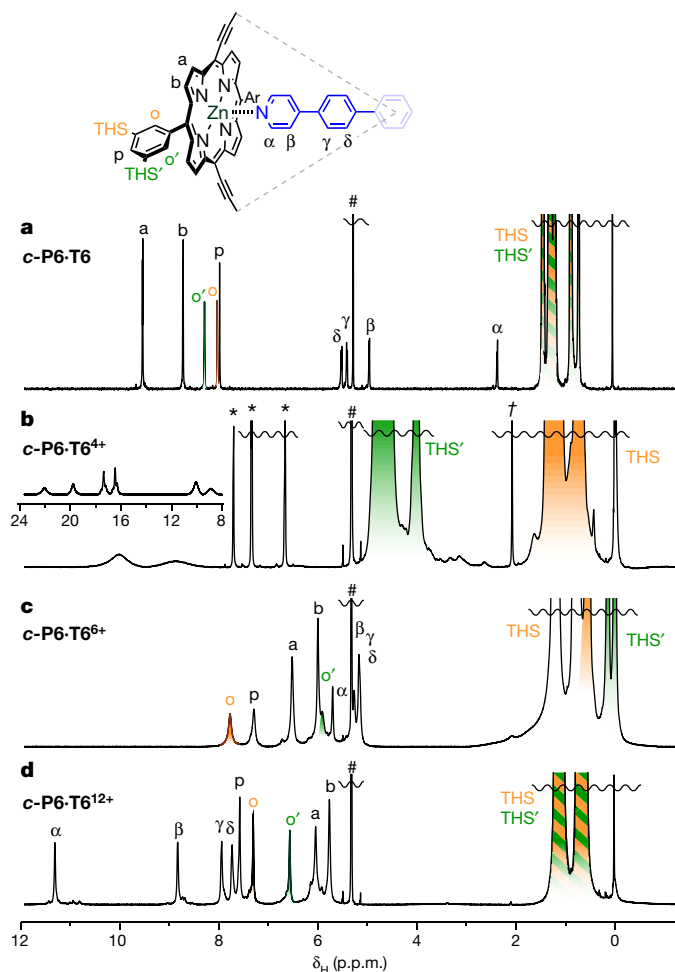 a
b
N
N
Ar
Zn
N
N
N
THS
o
p
o′
THS′
α β γ δ
a
c-P6·T6
a b o′ o p # δ γ β α
THS
THS′
b
c-P6·T6⁴⁺
* * * # THS′ † THS
24 20 16 12 8
c
c-P6·T6⁶⁺
o p a b o′ α # β γ δ
THS THS′
d
c-P6·T6¹²⁺
α β γ δ p o o′ a b #
THS
THS′
12 10 8 6 4 2 0
δH (p.p.m.)